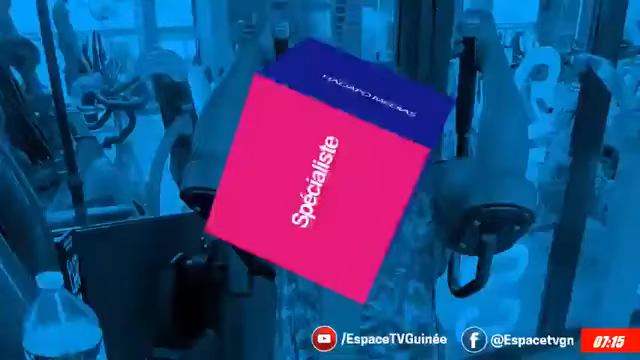 HADAFO MEDIAS
Spécialiste
/EspaceTVGuinée
@Espacetvgn
07:15